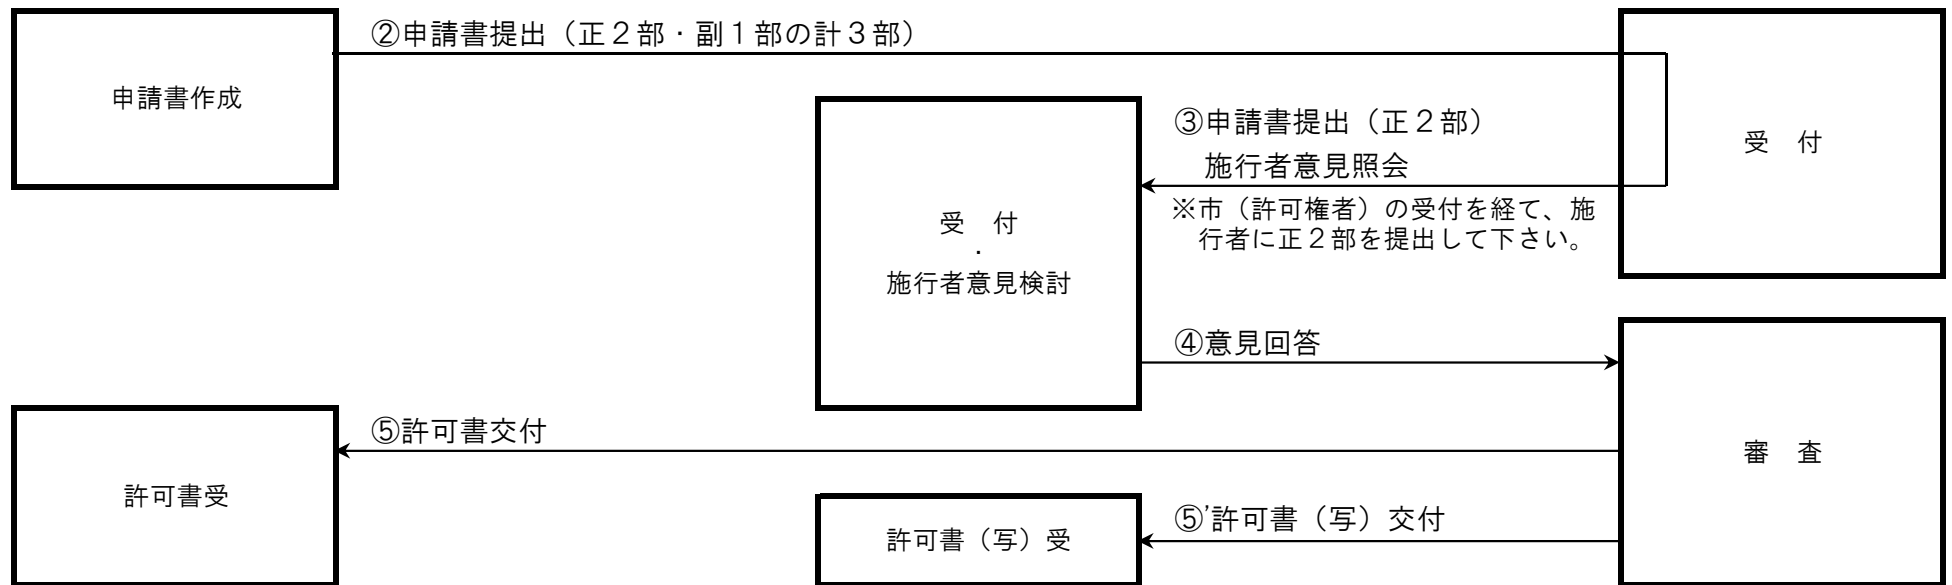 ②申請書提出（正２部・副１部の計３部）
申請書作成
③申請書提出（正２部）
施行者意見照会
※市（許可権者）の受付を経て、施
行者に正２部を提出して下さい。
受　付
受　付
・
施行者意見検討
④意見回答
⑤許可書交付
審　査
許可書受
⑤’許可書（写）交付
許可書（写）受